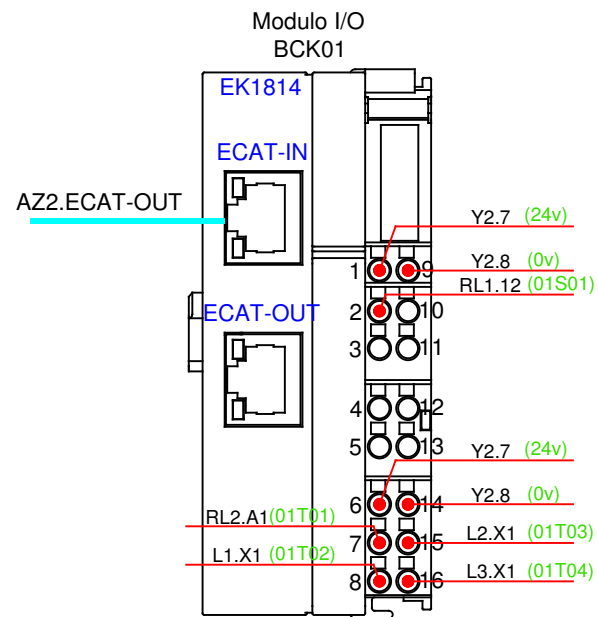 Modulo I/O
BCK01
EK1814
ECAT-IN
AZ2.ECAT-OUT
Y2.7 (24v)
1 9 Y2.8 (0v)
RL1.12 (01S01)
2 10
ECAT-OUT
3 11
4 12
5 13 Y2.7 (24v)
6 14 Y2.8 (0v)
RL2.A1(01T01)
7 15 L2.X1 (01T03)
L1.X1 (01T02)
8 16 L3.X1 (01T04)